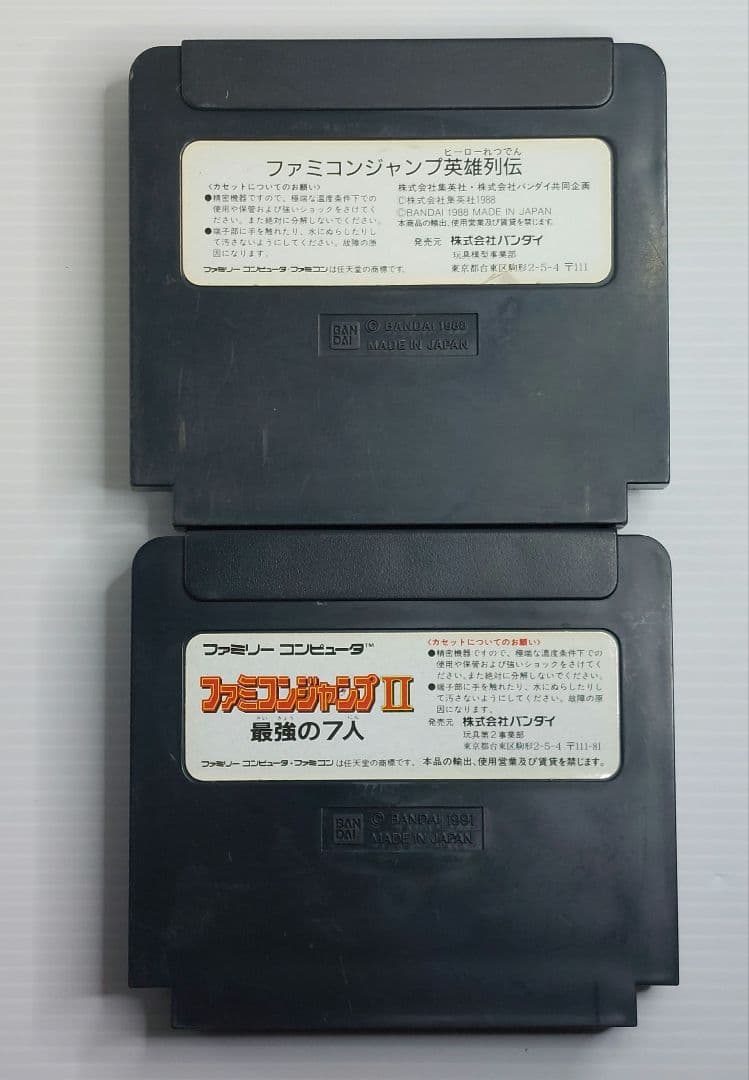 ヒーローれつでん
ファミコンジャンプ英雄列伝
〈カセットについてのお願い〉
●精密機器ですので、極端な温度条件下での
使用や保管および強いショックをさけてく
ださい。また絶対に分解しないでください。
●端子部に手を触れたり、水にぬらしたりし
て汚さないようにしてください。故障の原
因になります。
ファミリー コンピュータ・ファミコン は任天堂の商標です。
株式会社集英社・株式会社バンダイ共同企画
©株式会社集英社1988
©BANDAI 1988 MADE IN JAPAN
本商品の輸出、使用営業及び賃貸を禁じます。
発売元 株式会社バンダイ
玩具模型事業部
東京都台東区駒形2-5-4 〒111
BAN
DAI
© BANDAI 1988
MADE IN JAPAN
ファミリー コンピュータ™
ファミコンジャンプII
さいきょう にん
最強の7人
〈カセットについてのお願い〉
●精密機器ですので、極端な温度条件下での
使用や保管および強いショックをさけてく
ださい。また絶対に分解しないでください。
●端子部に手を触れたり、水にぬらしたりし
て汚さないようにしてください。故障の原
因になります。
発売元 株式会社バンダイ
玩具第2事業部
東京都台東区駒形2-5-4 〒111-81
ファミリー コンピュータ・ファミコン は任天堂の商標です。 本品の輸出、使用営業及び賃貸を禁じます。
BAN
DAI
© BANDAI 1991
MADE IN JAPAN